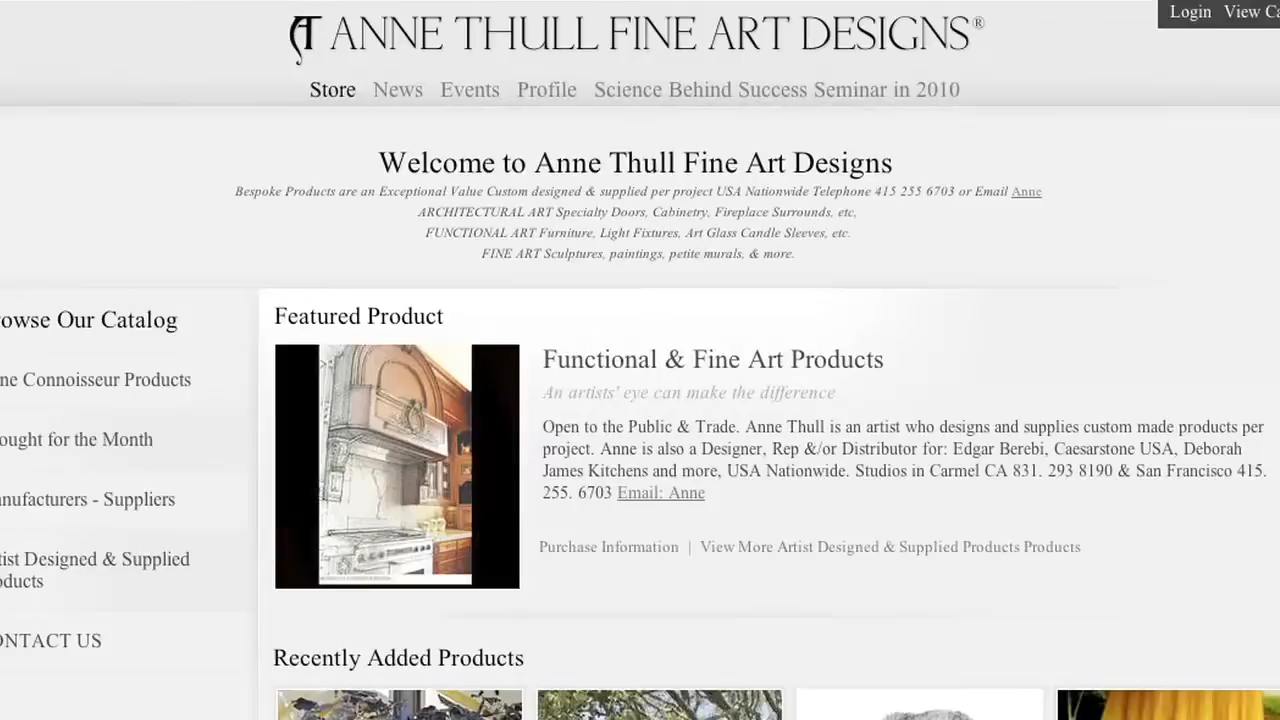 Login View Ca
ANNE THULL FINE ART DESIGNS®
Store News Events Profile Science Behind Success Seminar in 2010
Welcome to Anne Thull Fine Art Designs
Bespoke Products are an Exceptional Value Custom designed & supplied per project USA Nationwide Telephone 415 255 6703 or Email Anne
ARCHITECTURAL ART Specialty Doors, Cabinetry, Fireplace Surrounds, etc,
FUNCTIONAL ART Furniture, Light Fixtures, Art Glass Candle Sleeves, etc.
FINE ART Sculptures, paintings, petite murals, & more.
owse Our Catalog
ne Connoisseur Products
ought for the Month
nufacturers - Suppliers
tist Designed & Supplied
oducts
ONTACT US
Featured Product
Functional & Fine Art Products
An artists' eye can make the difference
Open to the Public & Trade. Anne Thull is an artist who designs and supplies custom made products per
project. Anne is also a Designer, Rep &/or Distributor for: Edgar Berebi, Caesarstone USA, Deborah
James Kitchens and more, USA Nationwide. Studios in Carmel CA 831. 293 8190 & San Francisco 415.
255. 6703 Email: Anne
Purchase Information | View More Artist Designed & Supplied Products Products
Recently Added Products